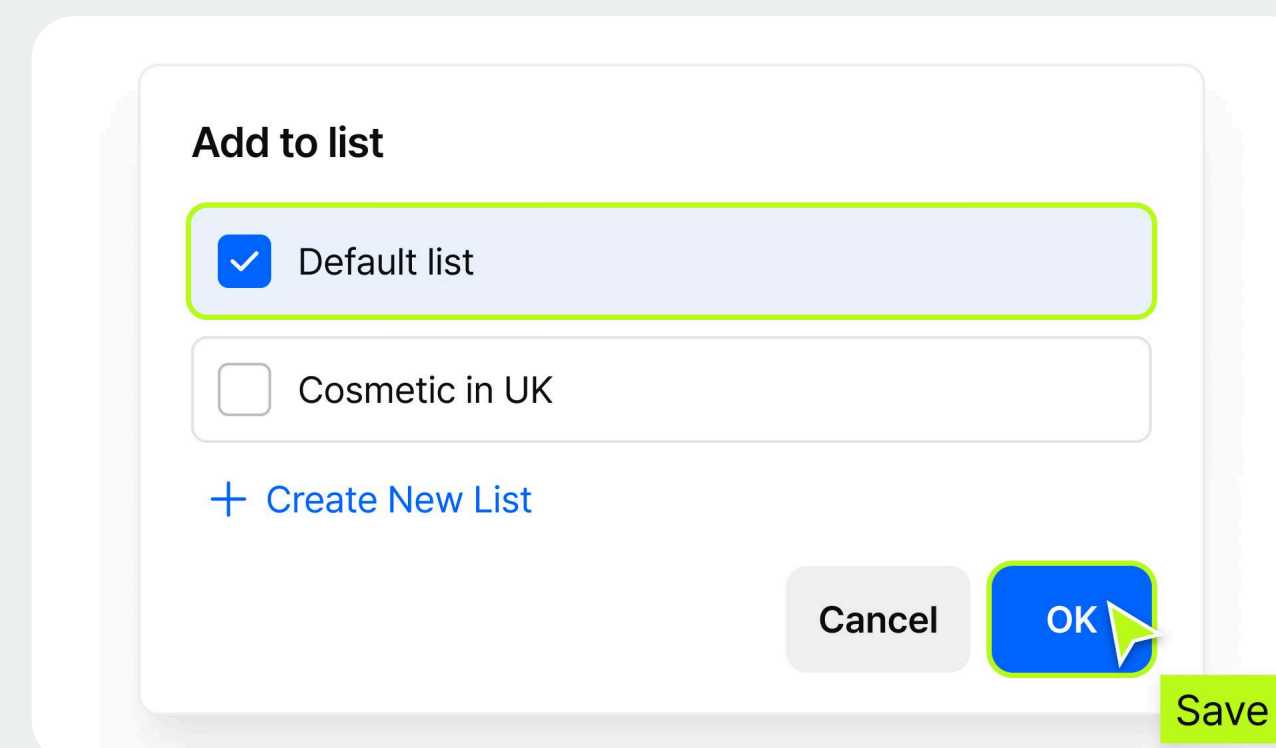 Add to list
Default list
Cosmetic in UK
Create New List
Cancel
OK
Save